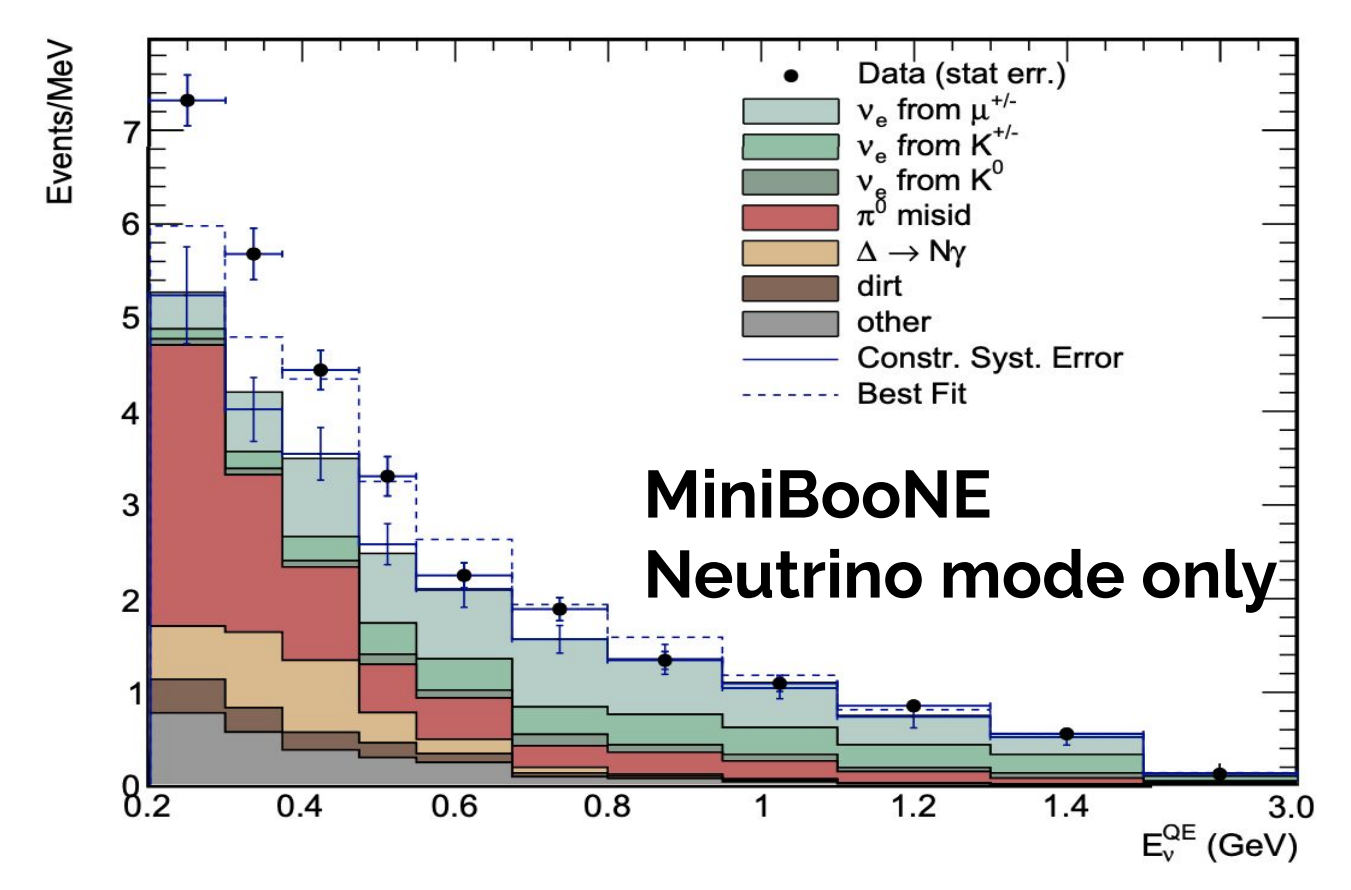 Events/MeV
7
6
5
4
3
2
1
0
Data (stat err.)
νe from μ+/-
νe from K+/-
νe from K0
π0 misid
Δ → Nγ
dirt
other
Constr. Syst. Error
Best Fit
MiniBooNE
Neutrino mode only
0.2 0.4 0.6 0.8 1 1.2 1.4 3.0
EνQE (GeV)